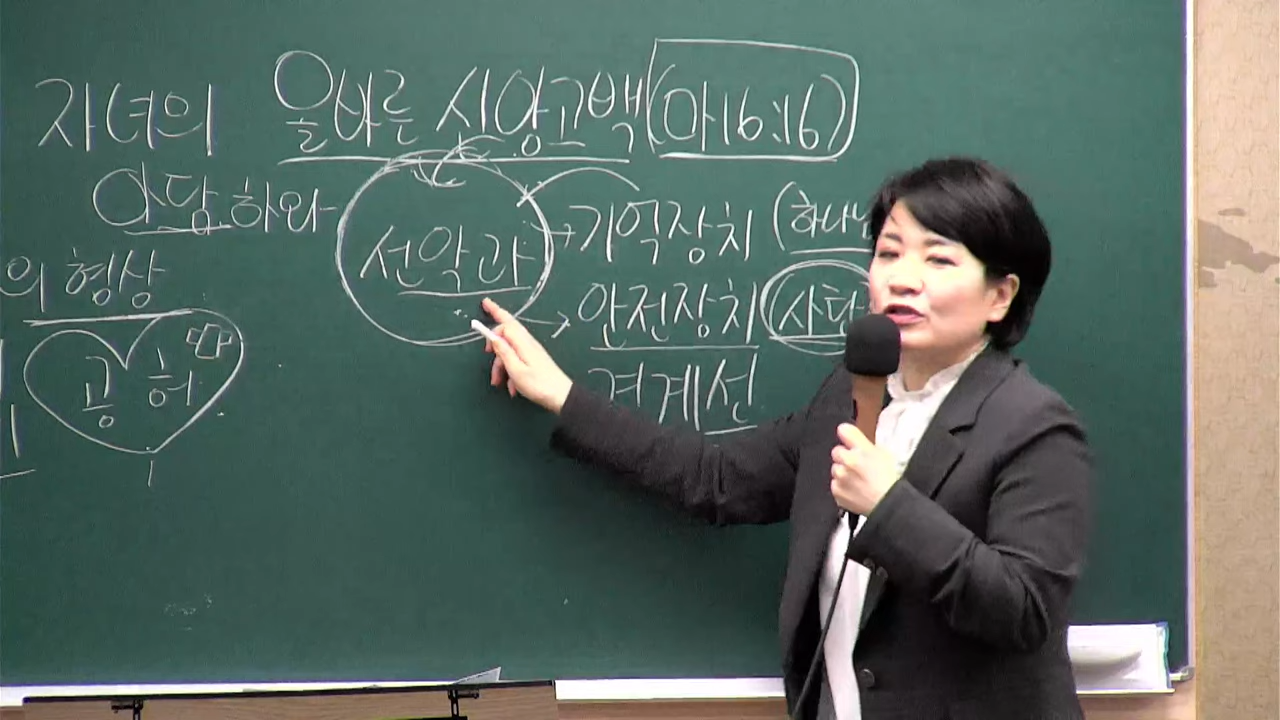 자녀의 올바른 신앙고백 (마16:16)
아담 하와
선악과 → 기억장치 (하나
의 형상
→ 안전장치 사단
공허
경계선